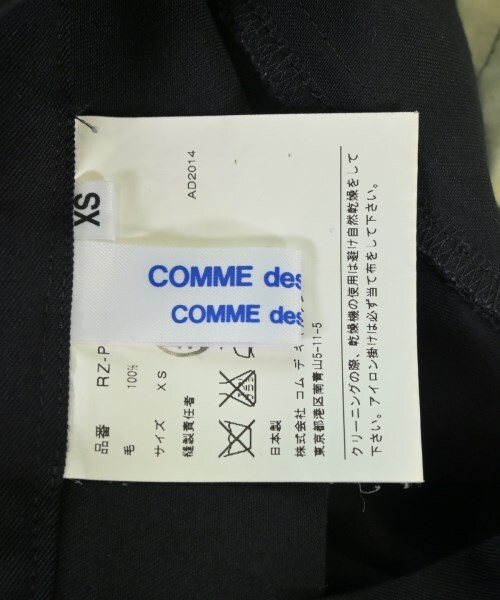 XS
COMME des
COMME des
AD2014
品番 RZ-P
毛 100%
サイズ XS
縫製責任者
日本製
株式会社 コム デ
東京都港区南青山5-11-5
クリーニングの際、乾燥機の使用は避け自然乾燥をして
下さい。アイロン掛けは必ず当て布をして下さい。